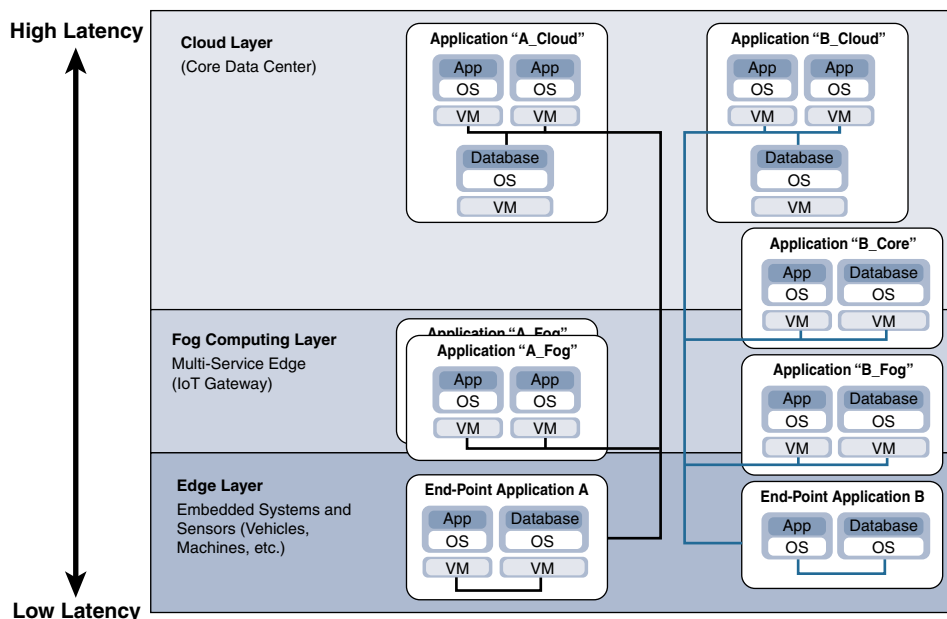 High Latency
Cloud Layer
(Core Data Center)
Application “A_Cloud”
App App
OS OS
VM VM
Database
OS
VM
Application “B_Cloud”
App App
OS OS
VM VM
Database
OS
VM
Application “B_Core”
App Database
OS OS
VM VM
Fog Computing Layer
Multi-Service Edge
(IoT Gateway)
Application “A_Fog”
Application “A_Fog”
App App
OS OS
VM VM
Application “B_Fog”
App Database
OS OS
VM VM
Edge Layer
Embedded Systems and
Sensors (Vehicles,
Machines, etc.)
End-Point Application A
App Database
OS OS
VM VM
End-Point Application B
App Database
OS OS
Low Latency